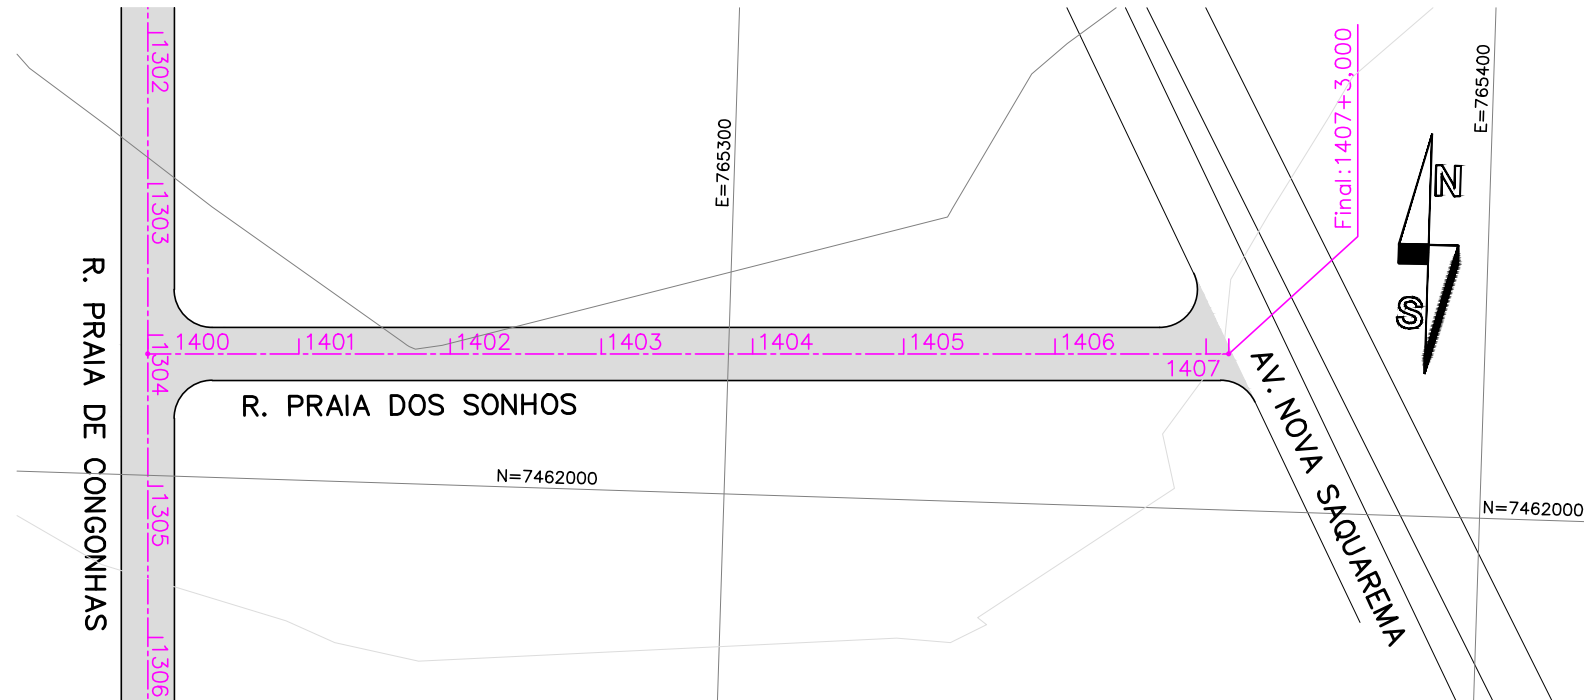 1302
1303
1304
1305
1306
R. PRAIA DE CONGONHAS
1400
1401
1402
1403
1404
1405
1406
1407
R. PRAIA DOS SONHOS
E=765300
E=765400
Final:1407+3,000
N
S
AV. NOVA SAQUAREMA
N=7462000
N=7462000